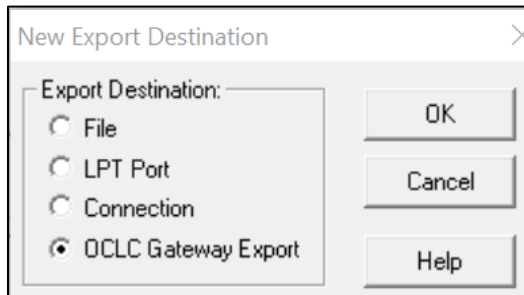 New Export Destination
Export Destination:
File
LPT Port
Connection
OCLC Gateway Export
OK
Cancel
Help